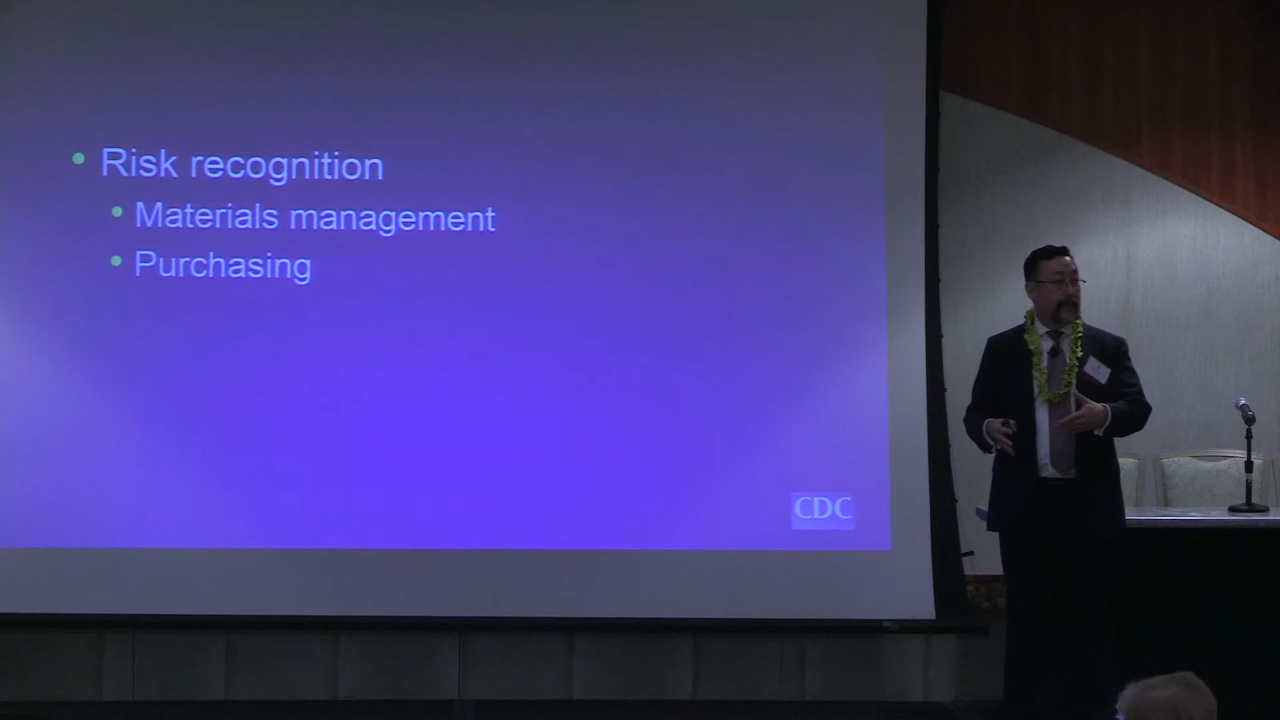 Risk recognition
Materials management
Purchasing
CDC